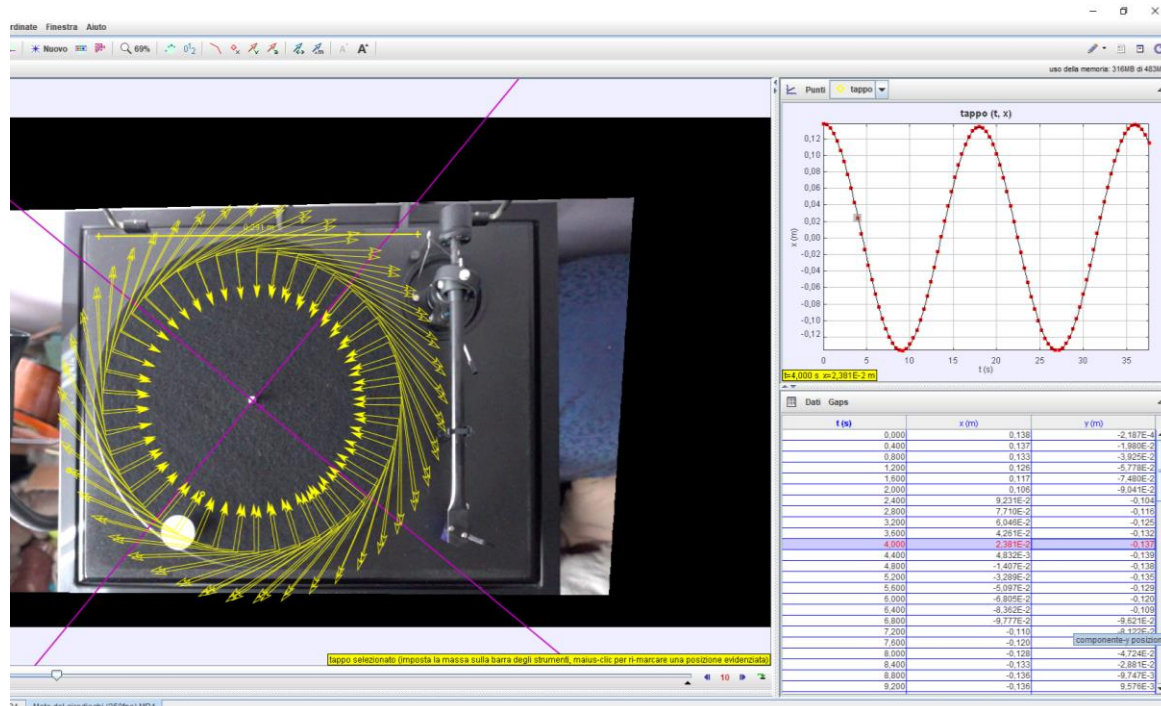 rdinate Finestra Aiuto
Nuovo
69%
uso della memoria: 316MB di 483M
Punti
tappo
tappo (t, x)
0,12
0,10
0,08
0,06
0,04
0,02
0,00
-0,02
-0,04
-0,06
-0,08
-0,10
-0,12
x (m)
0 5 10 15 20 25 30 35
t (s)
t=4,000 s x=2,381E-2 m
Dati Gaps
t (s) x (m) y (m)
0,000 0,138 -2,187E-4
0,400 0,137 -1,980E-2
0,800 0,133 -3,925E-2
1,200 0,126 -5,778E-2
1,600 0,117 -7,480E-2
2,000 0,106 -9,041E-2
2,400 9,231E-2 -0,104
2,800 7,710E-2 -0,116
3,200 6,046E-2 -0,125
3,600 4,261E-2 -0,132
4,000 2,381E-2 -0,137
4,400 4,832E-3 -0,139
4,800 -1,407E-2 -0,138
5,200 -3,289E-2 -0,135
5,600 -5,097E-2 -0,129
6,000 -6,805E-2 -0,120
6,400 -8,362E-2 -0,109
6,800 -9,777E-2 -9,621E-2
7,200 -0,110
7,600 -0,120
componente-y posizion
8,000 -0,128 -4,724E-2
8,400 -0,133 -2,881E-2
8,800 -0,136 -9,747E-3
9,200 -0,136 9,576E-3
tappo selezionato (imposta la massa sulla barra degli strumenti, maius-clic per ri-marcare una posizione evidenziata)
10